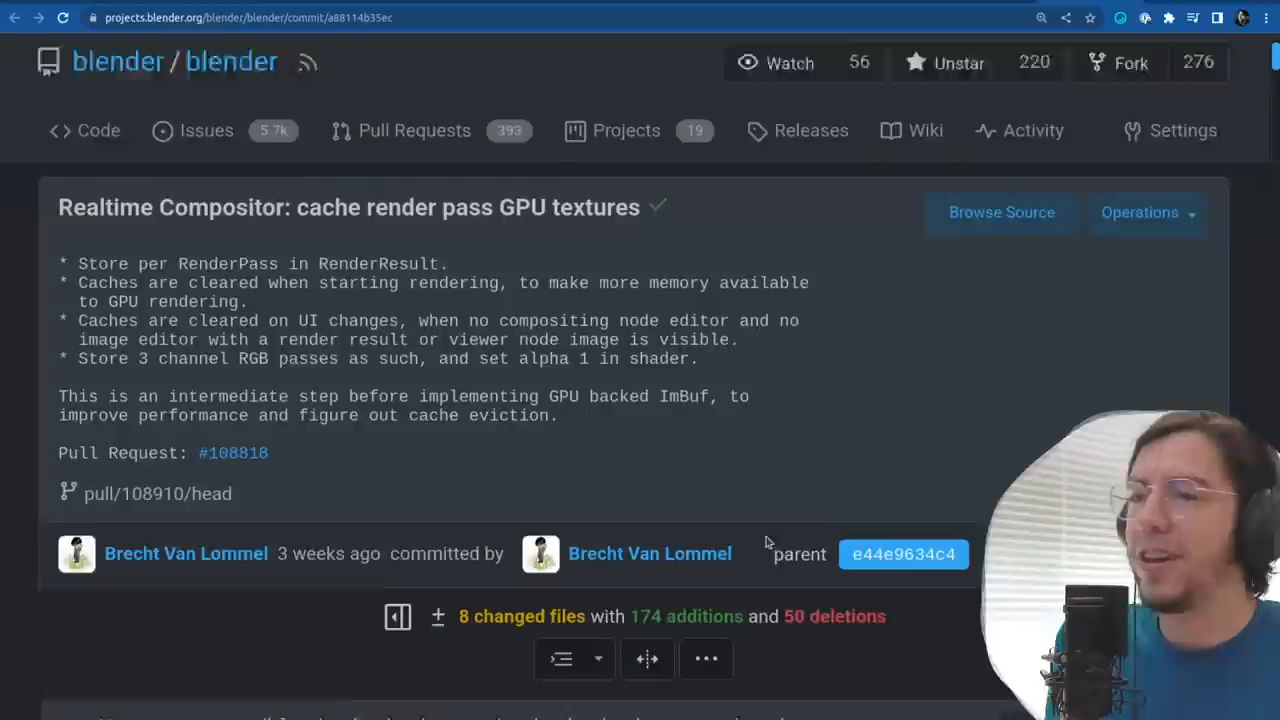 projects.blender.org/blender/blender/commit/a88114b35ec
blender / blender
Watch 56 Unstar 220 Fork 276
Code Issues 5.7k Pull Requests 393 Projects 19 Releases Wiki Activity Settings
Realtime Compositor: cache render pass GPU textures
Browse Source Operations
* Store per RenderPass in RenderResult.
* Caches are cleared when starting rendering, to make more memory available
to GPU rendering.
* Caches are cleared on UI changes, when no compositing node editor and no
image editor with a render result or viewer node image is visible.
* Store 3 channel RGB passes as such, and set alpha 1 in shader.
This is an intermediate step before implementing GPU backed ImBuf, to
improve performance and figure out cache eviction.
Pull Request: #108818
pull/108910/head
Brecht Van Lommel 3 weeks ago committed by Brecht Van Lommel parent e44e9634c4
8 changed files with 174 additions and 50 deletions